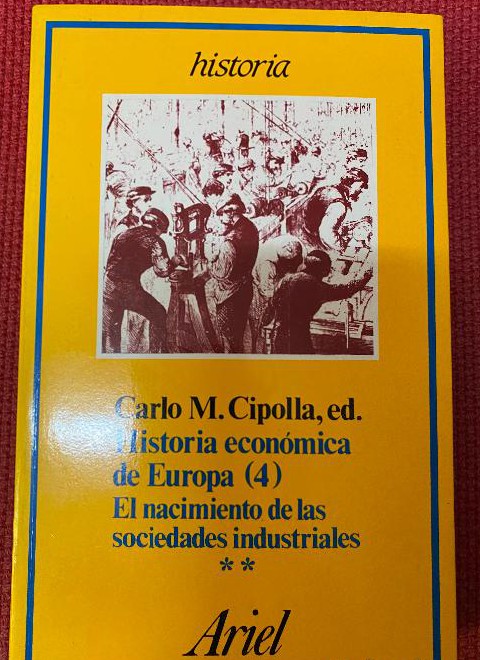 historia
Carlo M. Cipolla, ed.
Historia económica
de Europa (4)
El nacimiento de las
sociedades industriales
**
Ariel